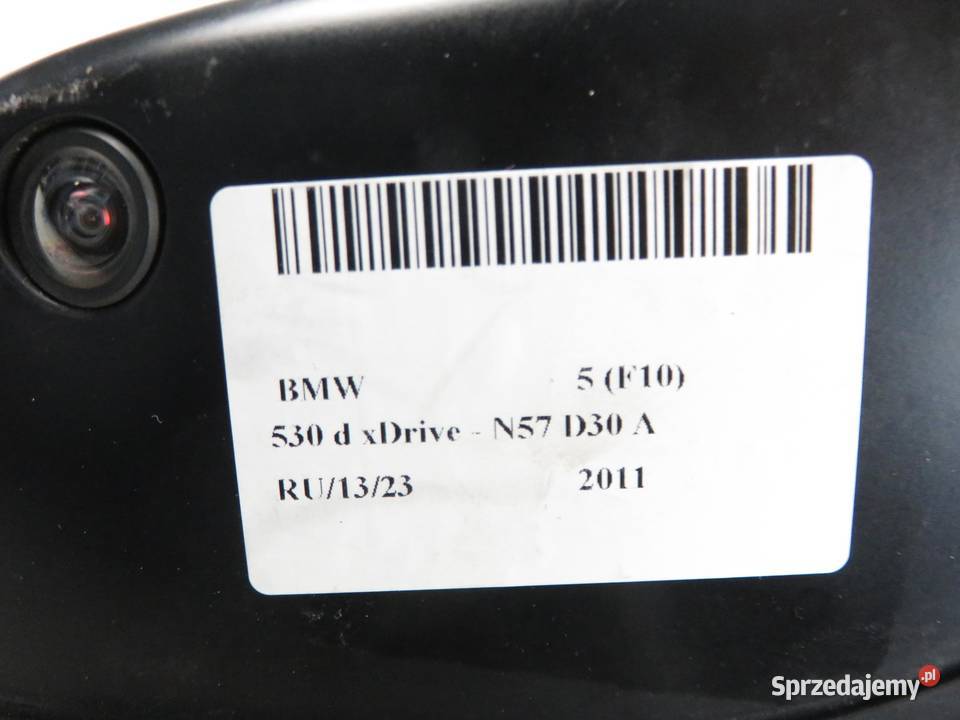 BMW 5 (F10)
530 d xDrive - N57 D30 A
RU/13/23 2011
Sprzedajemy.pl